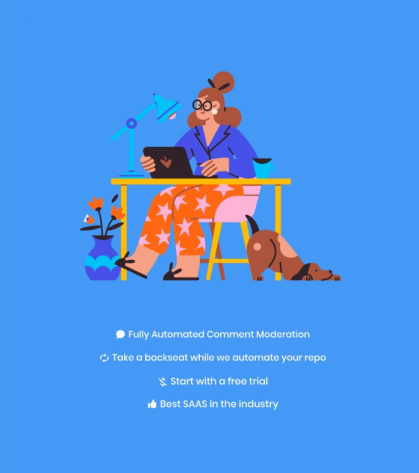 Fully Automated Comment Moderation
Take a backseat while we automate your repo
Start with a free trial
Best SAAS in the industry